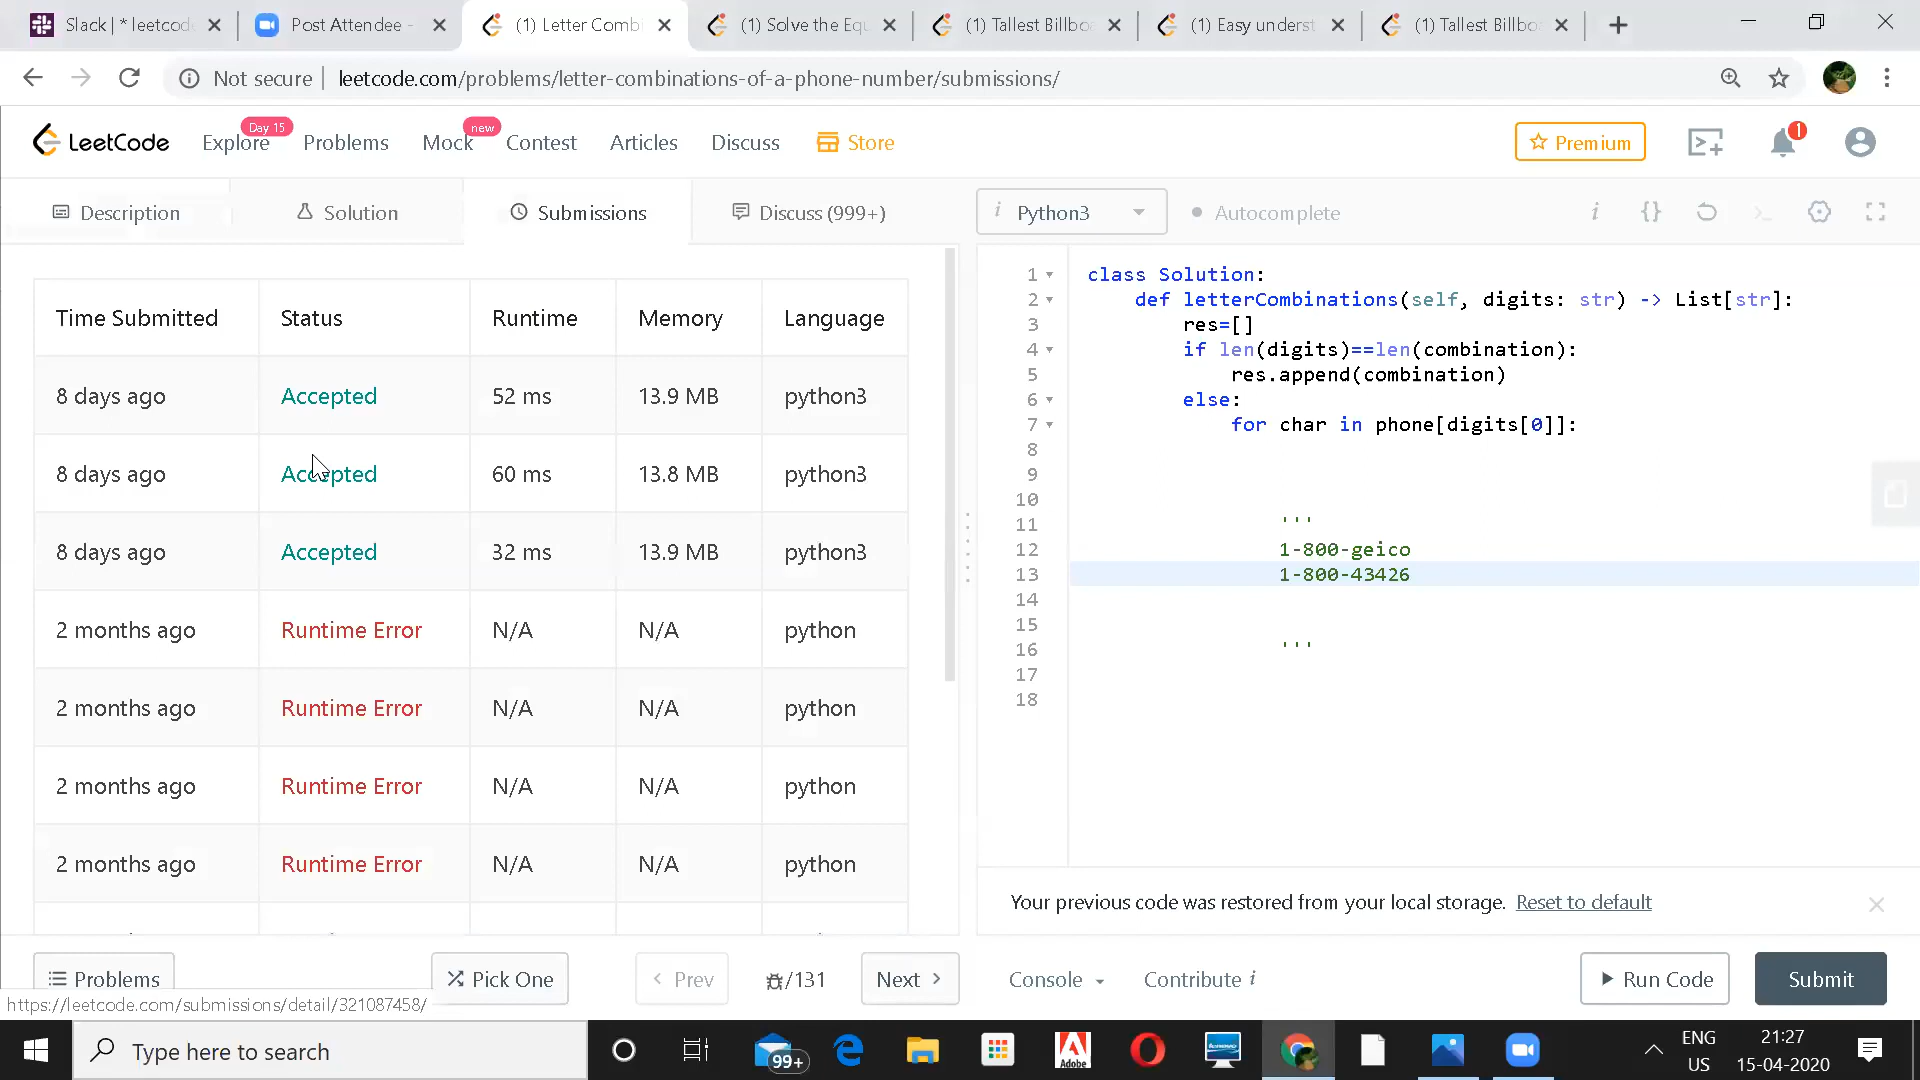 Slack | * leetcod
Post Attendee -
(1) Letter Combi
(1) Solve the Equ
(1) Tallest Billbo
(1) Easy underst
(1) Tallest Billbo
Not secure | leetcode.com/problems/letter-combinations-of-a-phone-number/submissions/
LeetCode
Explore
Day 15
Problems
Mock
new
Contest
Articles
Discuss
Store
Premium
1
Description
Solution
Submissions
Discuss (999+)
i Python3
Autocomplete
i {}
Time Submitted Status Runtime Memory Language
8 days ago Accepted 52 ms 13.9 MB python3
8 days ago Accepted 60 ms 13.8 MB python3
8 days ago Accepted 32 ms 13.9 MB python3
2 months ago Runtime Error N/A N/A python
2 months ago Runtime Error N/A N/A python
2 months ago Runtime Error N/A N/A python
2 months ago Runtime Error N/A N/A python
1 class Solution:
2 def letterCombinations(self, digits: str) -> List[str]:
3 res=[]
4 if len(digits)==len(combination):
5 res.append(combination)
6 else:
7 for char in phone[digits[0]]:
8
9
10
11 '''
12 1-800-geico
13 1-800-43426
14
15
16 '''
17
18
Your previous code was restored from your local storage. Reset to default
Problems
Pick One
< Prev
/131
Next >
Console
Contribute i
Run Code
Submit
https://leetcode.com/submissions/detail/321087458/
Type here to search
99+
Adobe
lenovo
ENG
US
21:27
15-04-2020